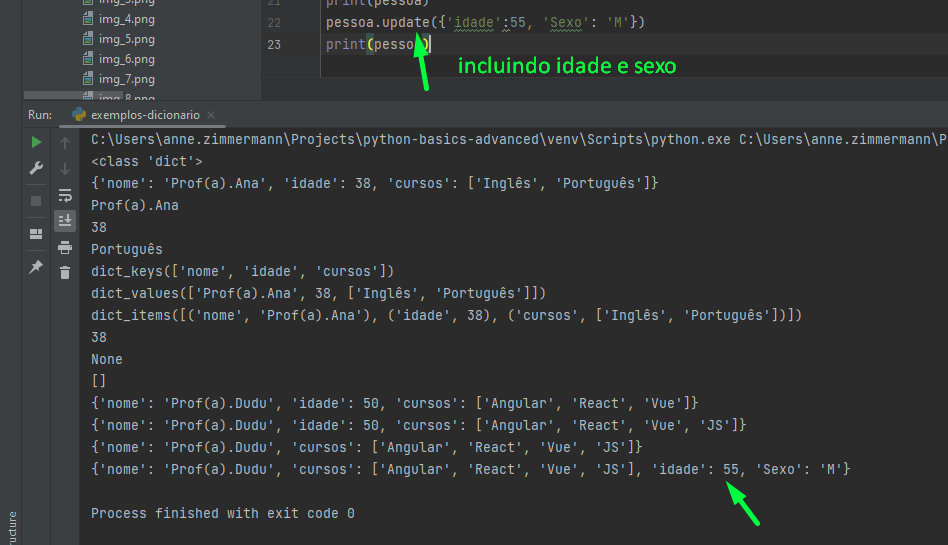 img_4.png
img_5.png
img_6.png
img_7.png
21 print(pessoa)
22 pessoa.update({'idade':55, 'Sexo': 'M'})
23 print(pessoa)
incluindo idade e sexo
Run: exemplos-dicionario
C:\Users\anne.zimmermann\Projects\python-basics-advanced\venv\Scripts\python.exe C:\Users/anne.zimmermann\P
<class 'dict'>
{'nome': 'Prof(a).Ana', 'idade': 38, 'cursos': ['Inglês', 'Português']}
Prof(a).Ana
38
Português
dict_keys(['nome', 'idade', 'cursos'])
dict_values(['Prof(a).Ana', 38, ['Inglês', 'Português']])
dict_items([('nome', 'Prof(a).Ana'), ('idade', 38), ('cursos', ['Inglês', 'Português'])])
38
None
[]
{'nome': 'Prof(a).Dudu', 'idade': 50, 'cursos': ['Angular', 'React', 'Vue']}
{'nome': 'Prof(a).Dudu', 'idade': 50, 'cursos': ['Angular', 'React', 'Vue', 'JS']}
{'nome': 'Prof(a).Dudu', 'cursos': ['Angular', 'React', 'Vue', 'JS']}
{'nome': 'Prof(a).Dudu', 'cursos': ['Angular', 'React', 'Vue', 'JS'], 'idade': 55, 'Sexo': 'M'}
Process finished with exit code 0
ructure